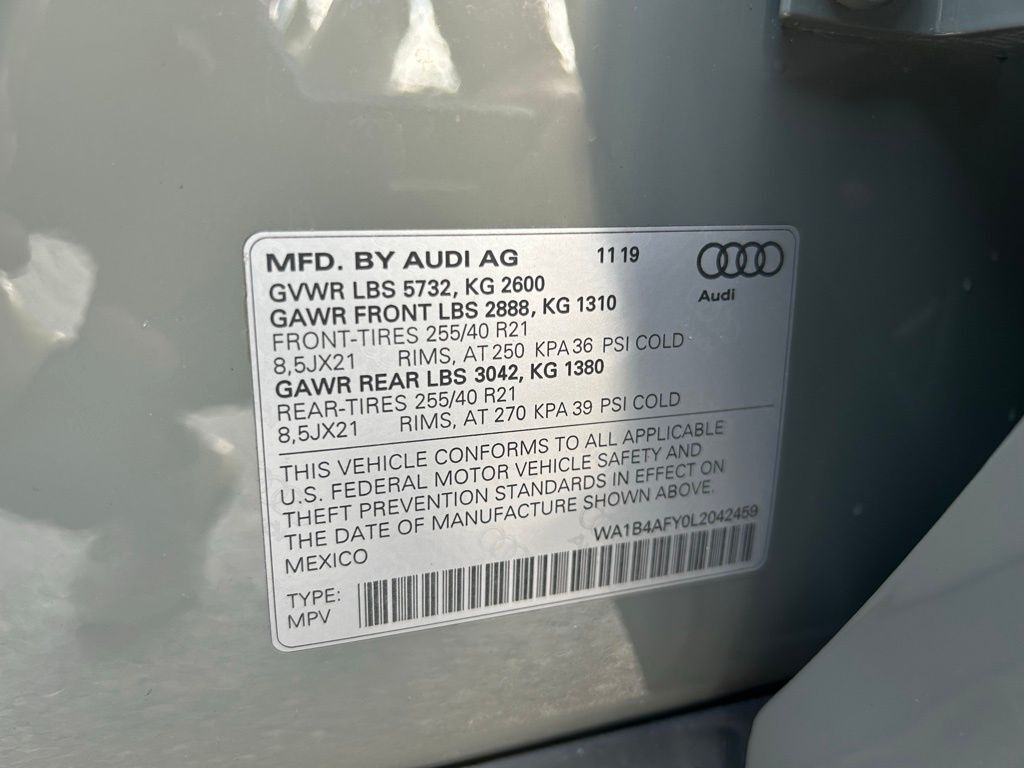 MFD. BY AUDI AG 11 19
Audi
GVWR LBS 5732, KG 2600
GAWR FRONT LBS 2888, KG 1310
FRONT-TIRES 255/40 R21
8,5JX21 RIMS, AT 250 KPA 36 PSI COLD
GAWR REAR LBS 3042, KG 1380
REAR-TIRES 255/40 R21
8,5JX21 RIMS, AT 270 KPA 39 PSI COLD
THIS VEHICLE CONFORMS TO ALL APPLICABLE
U.S. FEDERAL MOTOR VEHICLE SAFETY AND
THEFT PREVENTION STANDARDS IN EFFECT ON
THE DATE OF MANUFACTURE SHOWN ABOVE.
MEXICO WA1B4AFY0L2042459
TYPE:
MPV